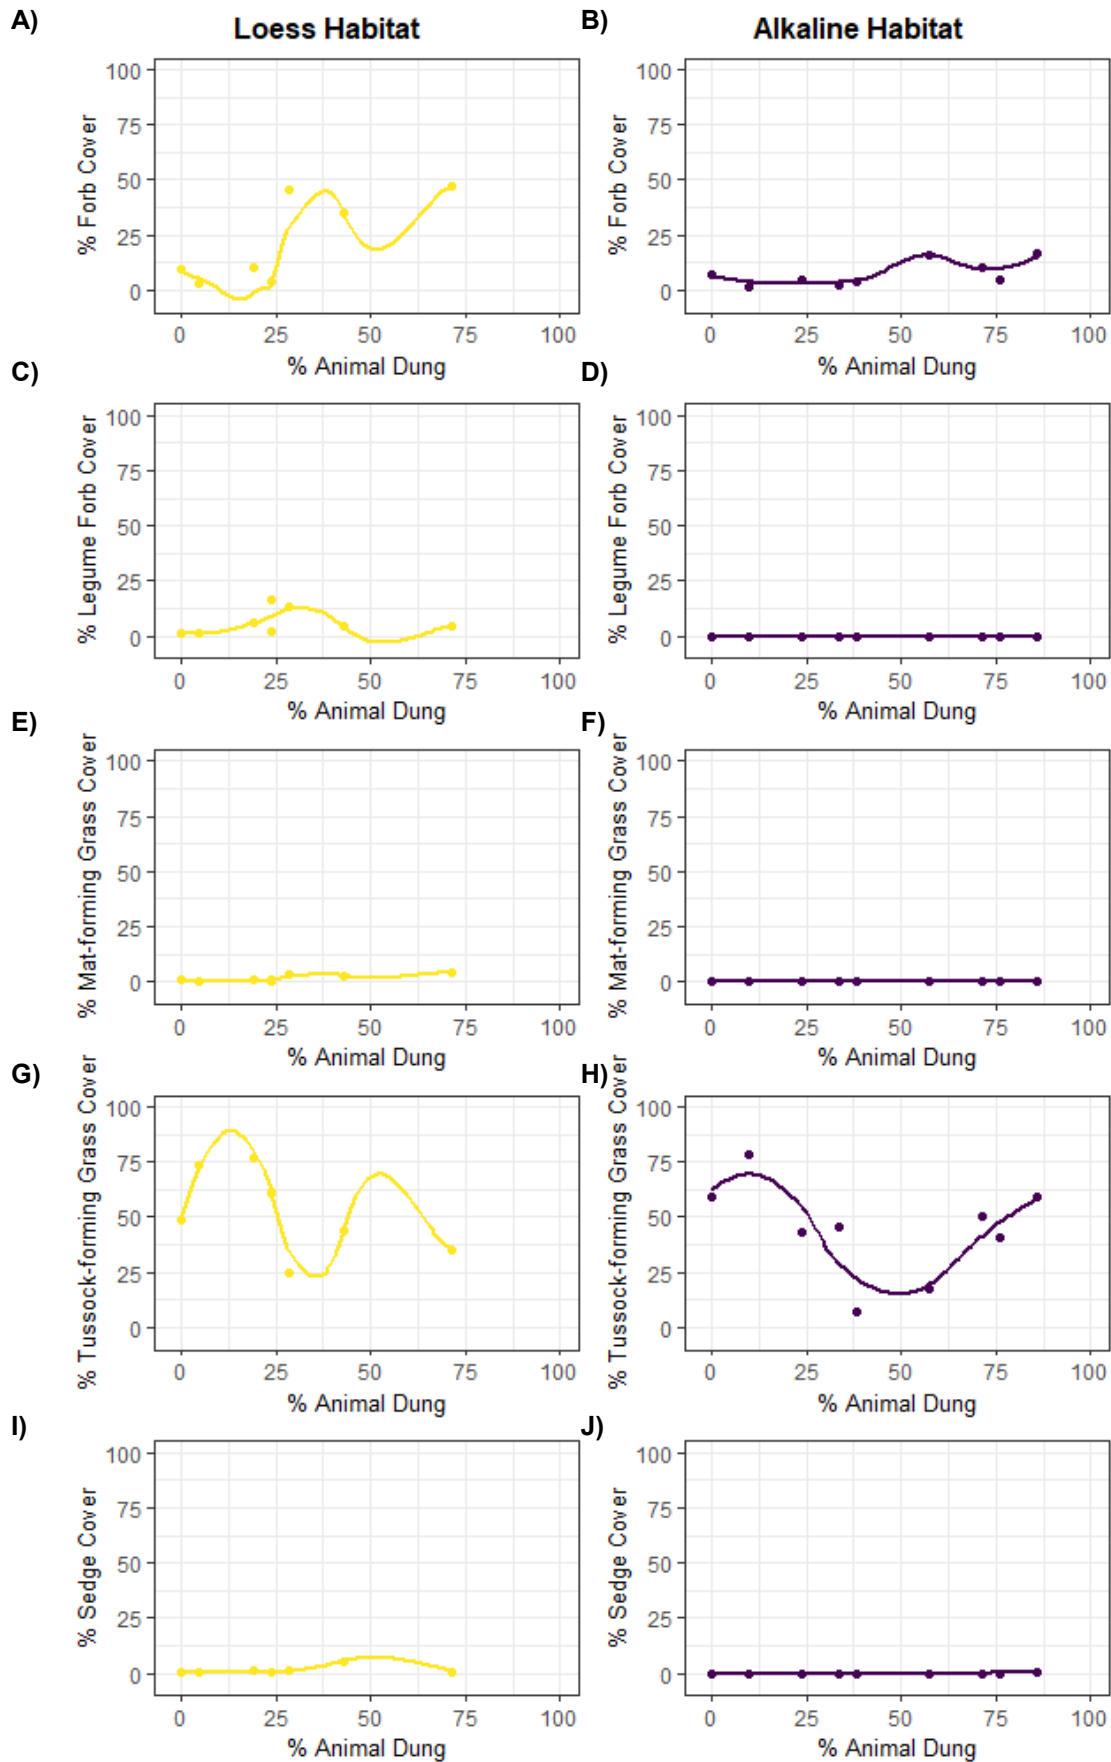 A)
Loess Habitat
B)
Alkaline Habitat
% Forb Cover
100
75
50
25
0
0 25 50 75 100
% Animal Dung
% Forb Cover
100
75
50
25
0
0 25 50 75 100
% Animal Dung
C)
D)
% Legume Forb Cover
100
75
50
25
0
0 25 50 75 100
% Animal Dung
% Legume Forb Cover
100
75
50
25
0
0 25 50 75 100
% Animal Dung
E)
F)
% Mat-forming Grass Cover
100
75
50
25
0
0 25 50 75 100
% Animal Dung
% Mat-forming Grass Cover
100
75
50
25
0
0 25 50 75 100
% Animal Dung
G)
H)
% Tussock-forming Grass Cover
100
75
50
25
0
0 25 50 75 100
% Animal Dung
% Tussock-forming Grass Cover
100
75
50
25
0
0 25 50 75 100
% Animal Dung
I)
J)
% Sedge Cover
100
75
50
25
0
0 25 50 75 100
% Animal Dung
% Sedge Cover
100
75
50
25
0
0 25 50 75 100
% Animal Dung